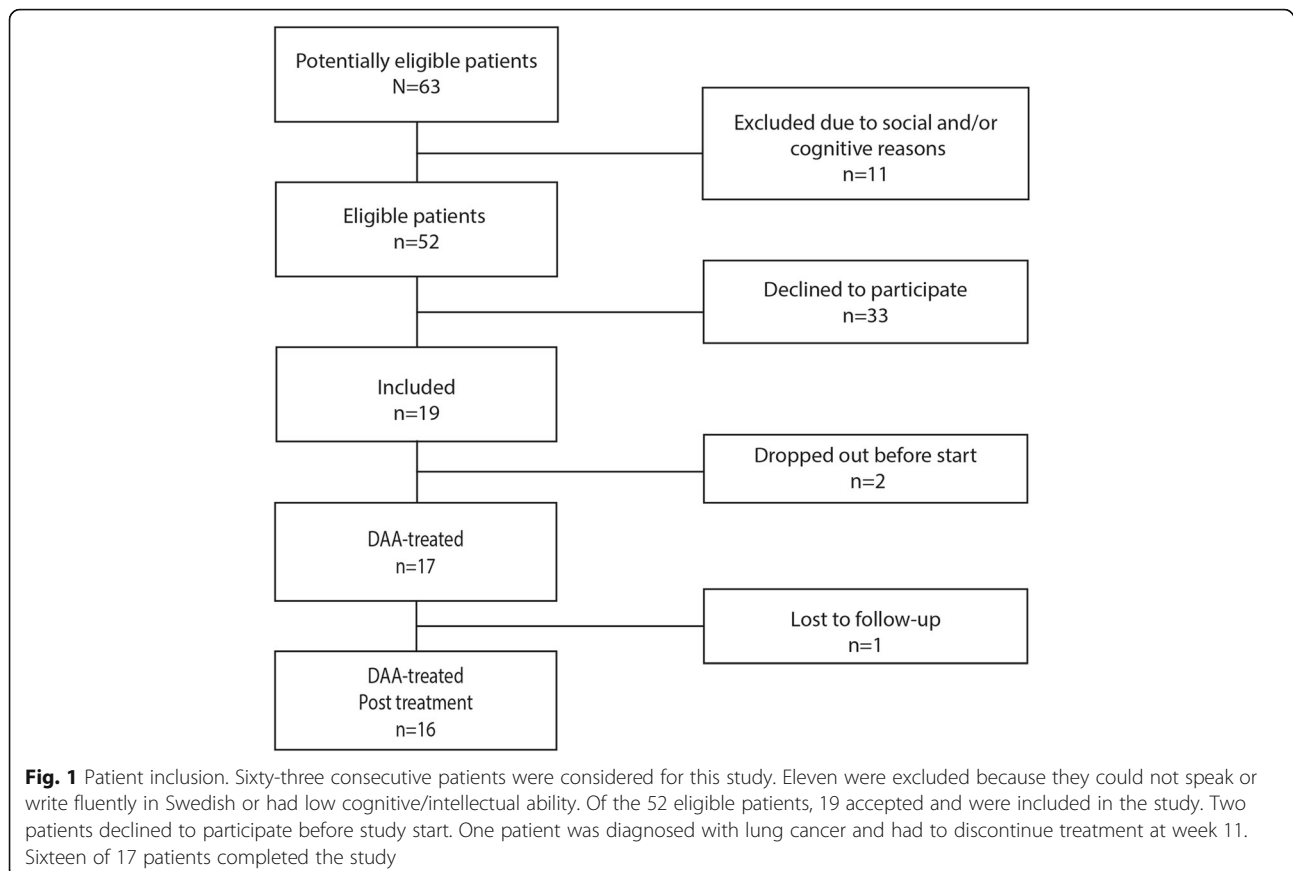 Potentially eligible patients
N=63
Excluded due to social and/or
cognitive reasons
n=11
Eligible patients
n=52
Declined to participate
n=33
Included
n=19
Dropped out before start
n=2
DAA-treated
n=17
Lost to follow-up
n=1
DAA-treated
Post treatment
n=16
Fig. 1 Patient inclusion. Sixty-three consecutive patients were considered for this study. Eleven were excluded because they could not speak or
write fluently in Swedish or had low cognitive/intellectual ability. Of the 52 eligible patients, 19 accepted and were included in the study. Two
patients declined to participate before study start. One patient was diagnosed with lung cancer and had to discontinue treatment at week 11.
Sixteen of 17 patients completed the study